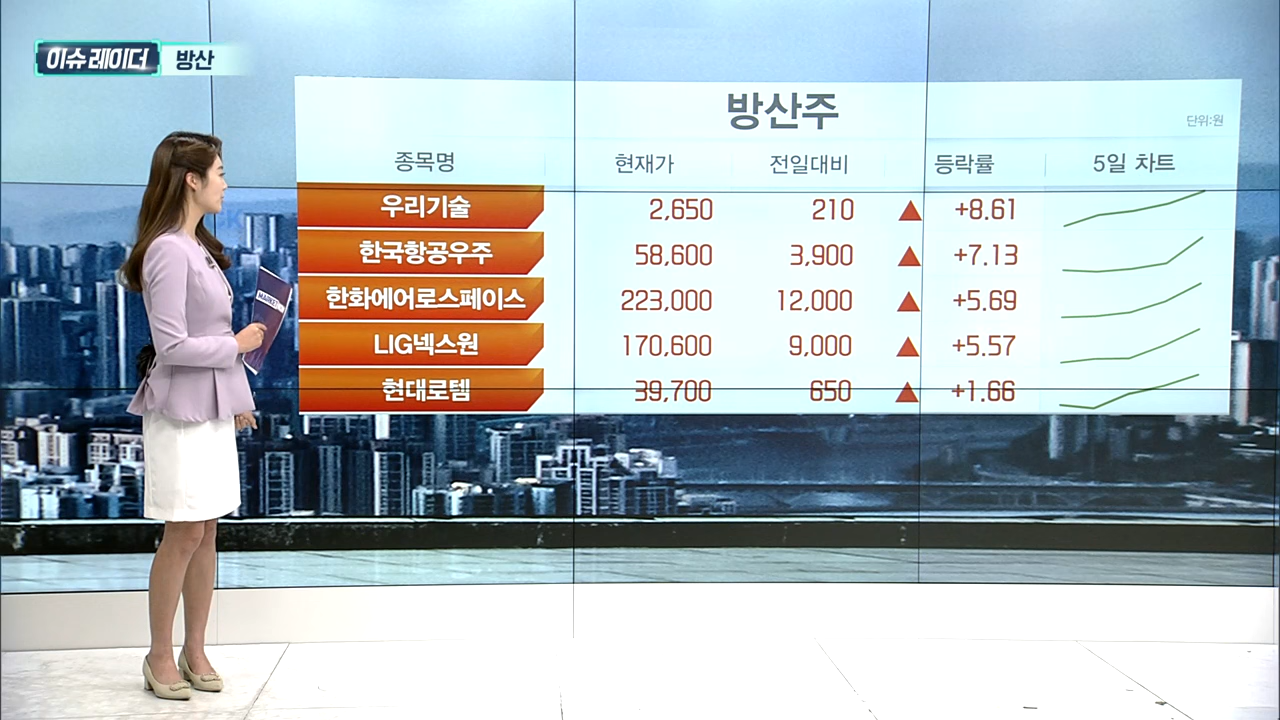 이슈 레이더 방산
방산주
단위:원
종목명 현재가 전일대비 등락률 5일 차트
우리기술 2,650 210 ▲ +8.61
한국항공우주 58,600 3,900 ▲ +7.13
한화에어로스페이스 223,000 12,000 ▲ +5.69
LIG넥스원 170,600 9,000 ▲ +5.57
현대로템 39,700 650 ▲ +1.66
MARKET